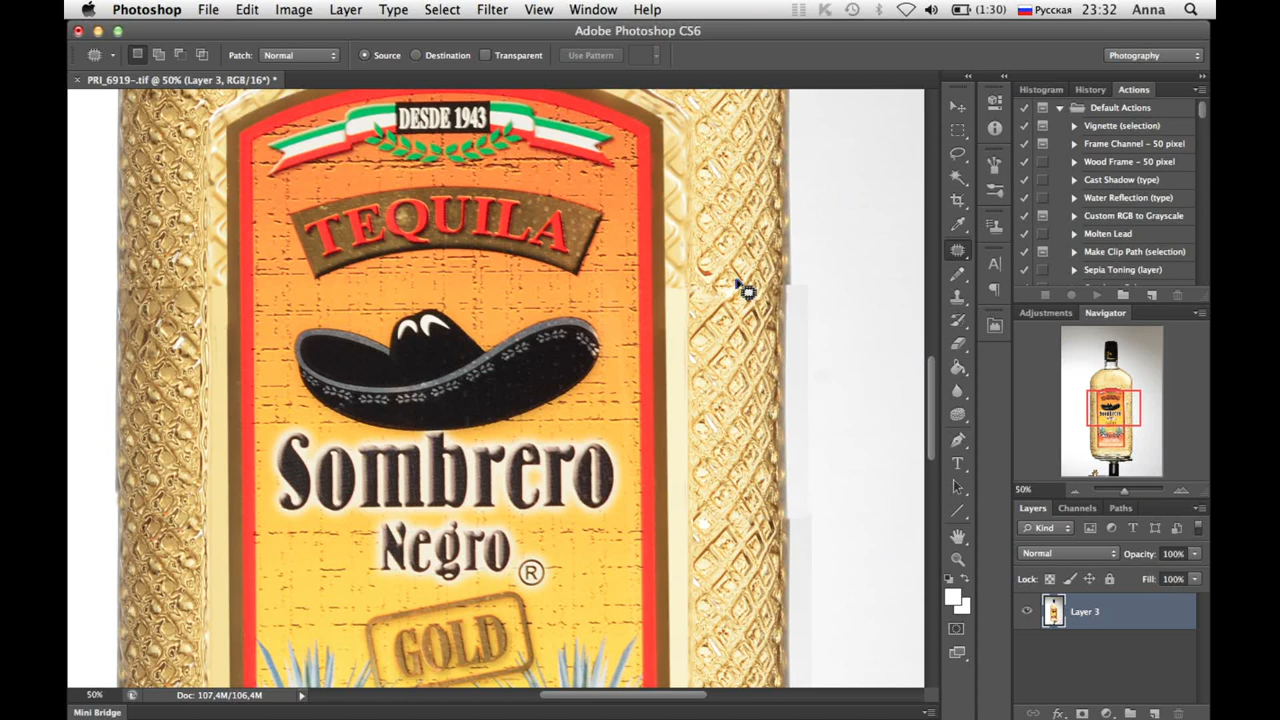 Photoshop File Edit Image Layer Type Select Filter View Window Help (1:30) Русская 23:32 Anna
Adobe Photoshop CS6
Patch: Normal Source Destination Transparent Use Pattern Photography
× PRI_6919-.tif @ 50% (Layer 3, RGB/16*) *
Histogram History Actions
Default Actions
Vignette (selection)
Frame Channel - 50 pixel
Wood Frame - 50 pixel
Cast Shadow (type)
Water Reflection (type)
Custom RGB to Grayscale
Molten Lead
Make Clip Path (selection)
Sepia Toning (layer)
DESDE 1943
TEQUILA
Sombrero
Negro ®
GOLD
Adjustments Navigator
50%
Layers Channels Paths
Kind
Normal Opacity: 100%
Lock: Fill: 100%
Layer 3
50% Doc: 107,4M/106,4M
Mini Bridge